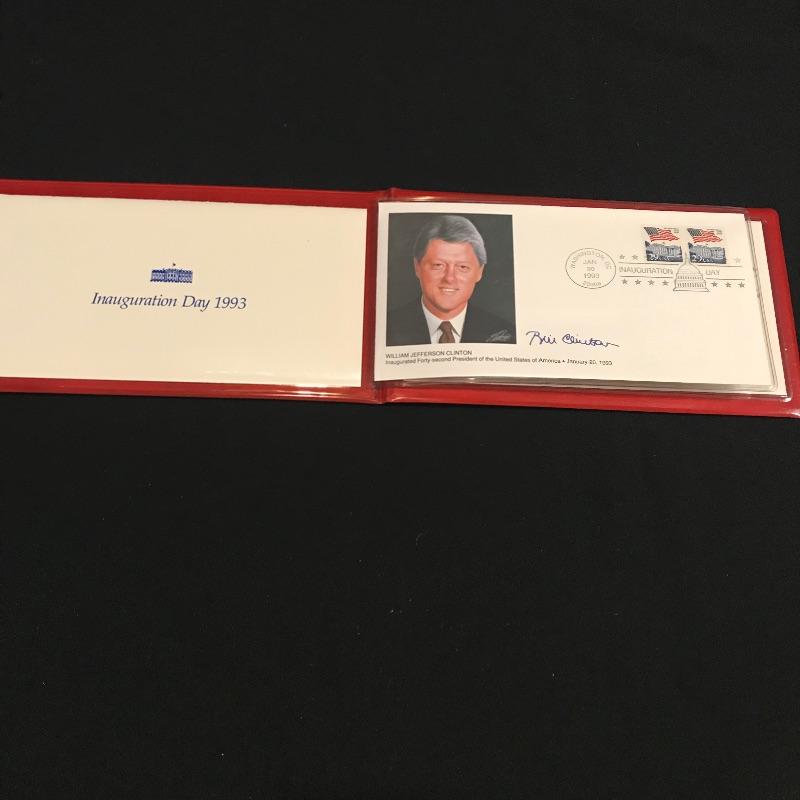 Inauguration Day 1993
WASHINGTON, DC
JAN
20
1993
20066
INAUGURATION DAY
Bill Clinton
WILLIAM JEFFERSON CLINTON
Inaugurated Forty-second President of the United States of America • January 20, 1993